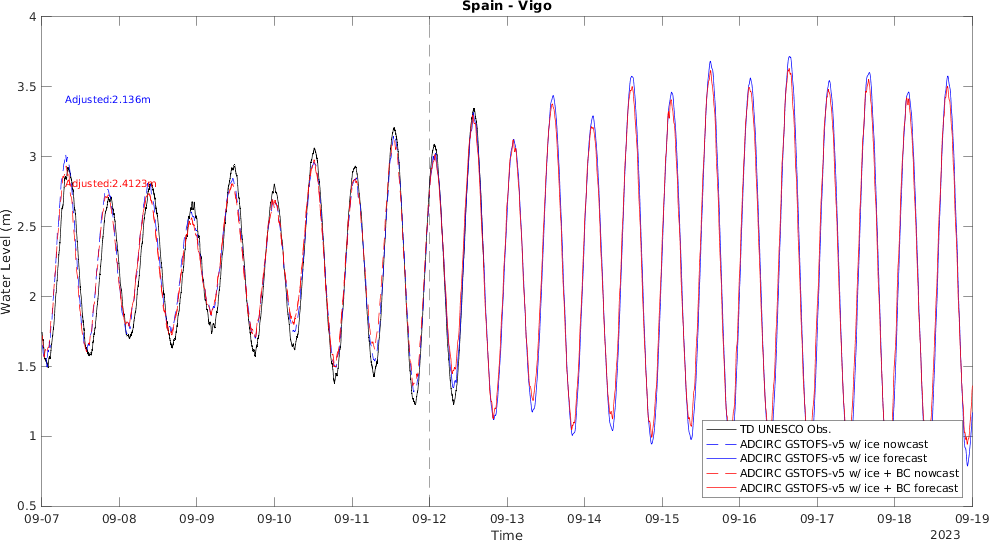 Spain - Vigo
4
3.5
3
2.5
2
1.5
1
0.5
Water Level (m)
Adjusted:2.136m
Adjusted:2.4123m
TD UNESCO Obs.
ADCIRC GSTOFS-v5 w/ ice nowcast
ADCIRC GSTOFS-v5 w/ ice forecast
ADCIRC GSTOFS-v5 w/ ice + BC nowcast
ADCIRC GSTOFS-v5 w/ ice + BC forecast
09-07 09-08 09-09 09-10 09-11 09-12 09-13 09-14 09-15 09-16 09-17 09-18 09-19
Time
2023